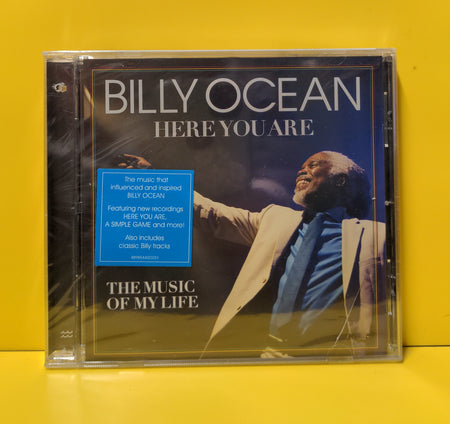 BILLY OCEAN
HERE YOU ARE
The music that
influenced and inspired
BILLY OCEAN
Featuring new recordings
HERE YOU ARE,
A SIMPLE GAME and more!
Also includes
classic Billy tracks
THE MUSIC
OF MY LIFE